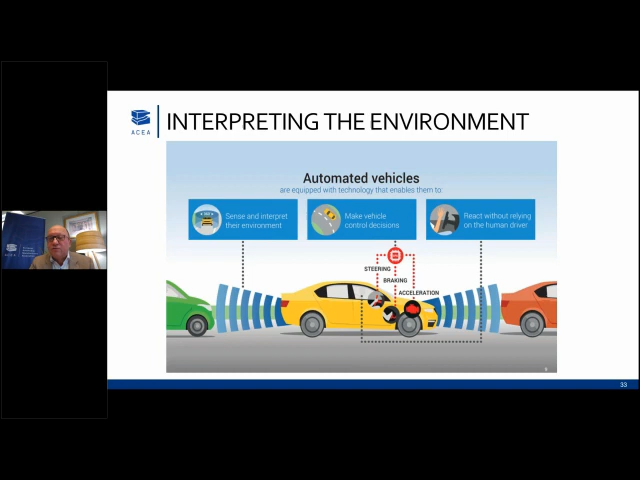 ACEA
INTERPRETING THE ENVIRONMENT
Automated vehicles
are equipped with technology that enables them to:
Sense and interpret
their environment
Make vehicle
control decisions
React without relying
on the human driver
STEERING
BRAKING
ACCELERATION
33
ACEA